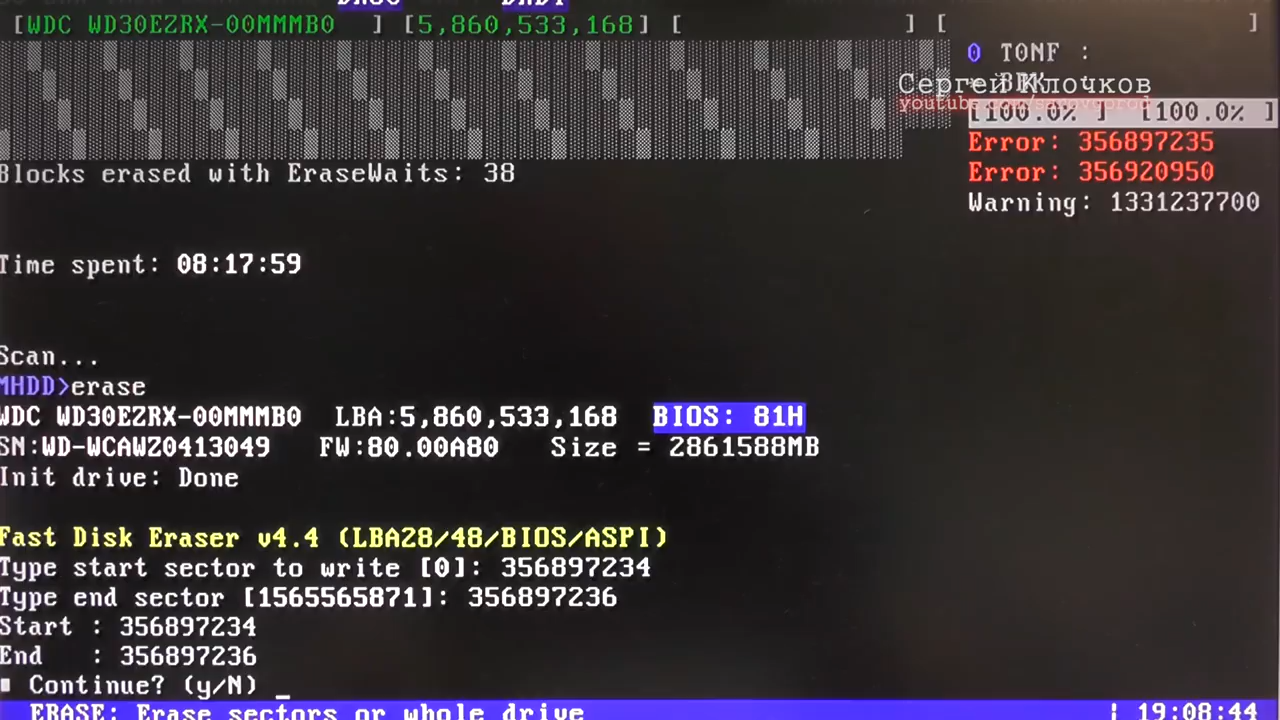 [WDC WD30EZRX-00MMMB0   ] [5,860,533,168] [                    ] [                    ]
0 TONF :
Сергей Клочков
[100.0% ]  [100.0% ]
Error: 356897235
Error: 356920950
Blocks erased with EraseWaits: 38
Warning: 1331237700
Time spent: 08:17:59
Scan...
MHDD>erase
WDC WD30EZRX-00MMMB0   LBA:5,860,533,168   BIOS: 81H
SN:WD-WCAWZ0413049   FW:80.00A80   Size = 2861588MB
Init drive: Done
Fast Disk Eraser v4.4 (LBA28/48/BIOS/ASPI)
Type start sector to write [0]: 356897234
Type end sector [1565565871]: 356897236
Start : 356897234
End   : 356897236
Continue? (y/N) _
ERASE: Erase sectors or whole drive | 19:08:44